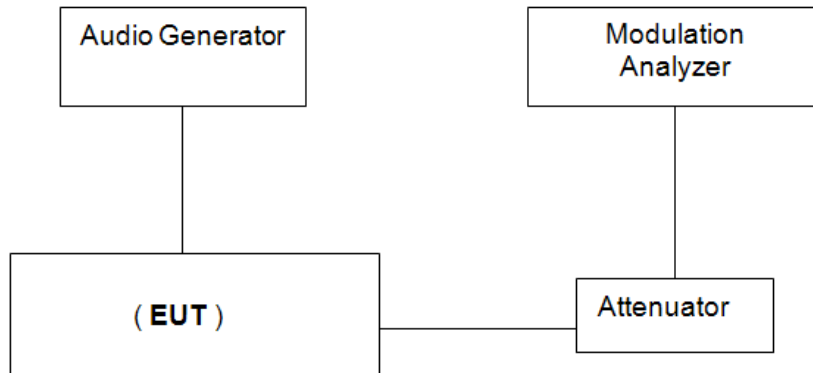 Audio Generator
Modulation
Analyzer
( EUT )
Attenuator